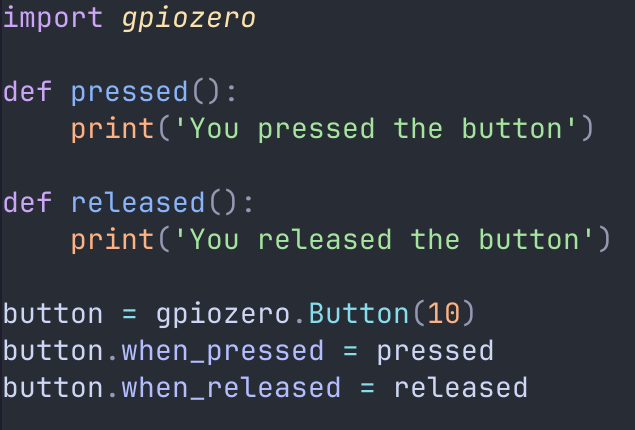 import gpiozero
def pressed():
    print('You pressed the button')
def released():
    print('You released the button')
button = gpiozero.Button(10)
button.when_pressed = pressed
button.when_released = released